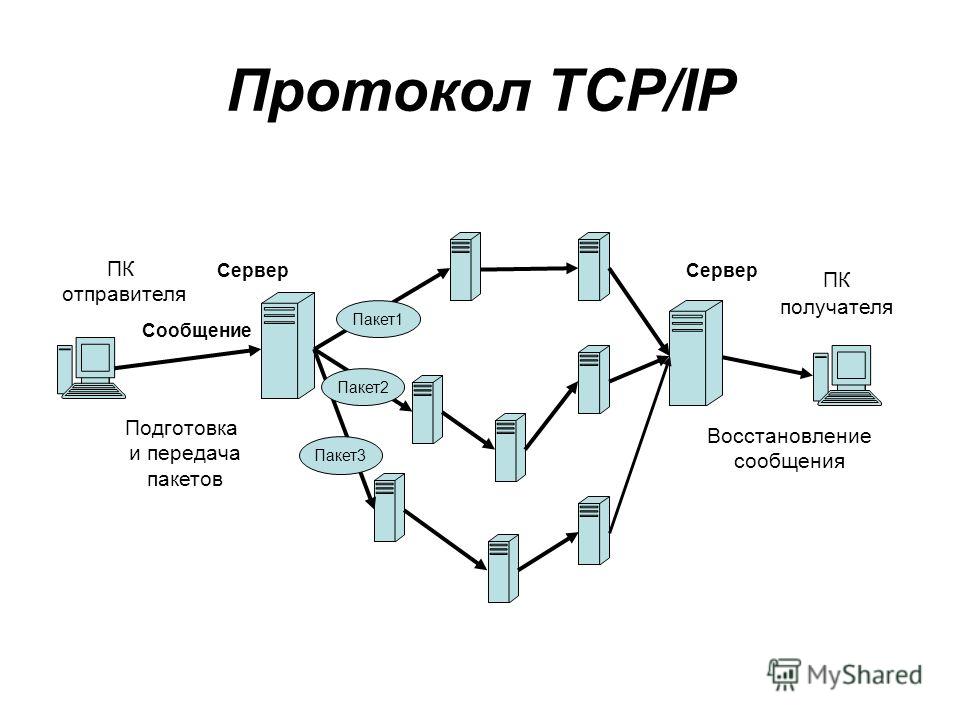 Протокол TCP/IP
ПК
отправителя
Сервер
Сообщение
Пакет1
Пакет2
Пакет3
Подготовка
и передача
пакетов
Сервер
ПК
получателя
Восстановление
сообщения
MyShared